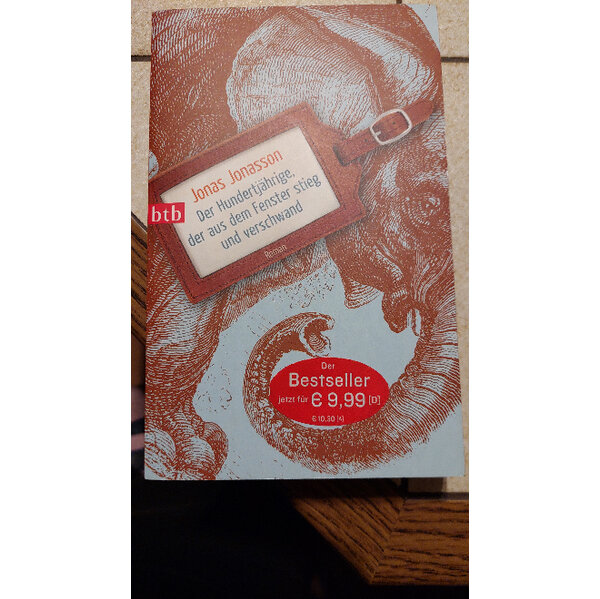 Jonas Jonasson
Der Hundertjährige,
der aus dem Fenster stieg
und verschwand
Roman
btb
Der
Bestseller
jetzt für € 9,99 [D]
€ 10,30 [A]